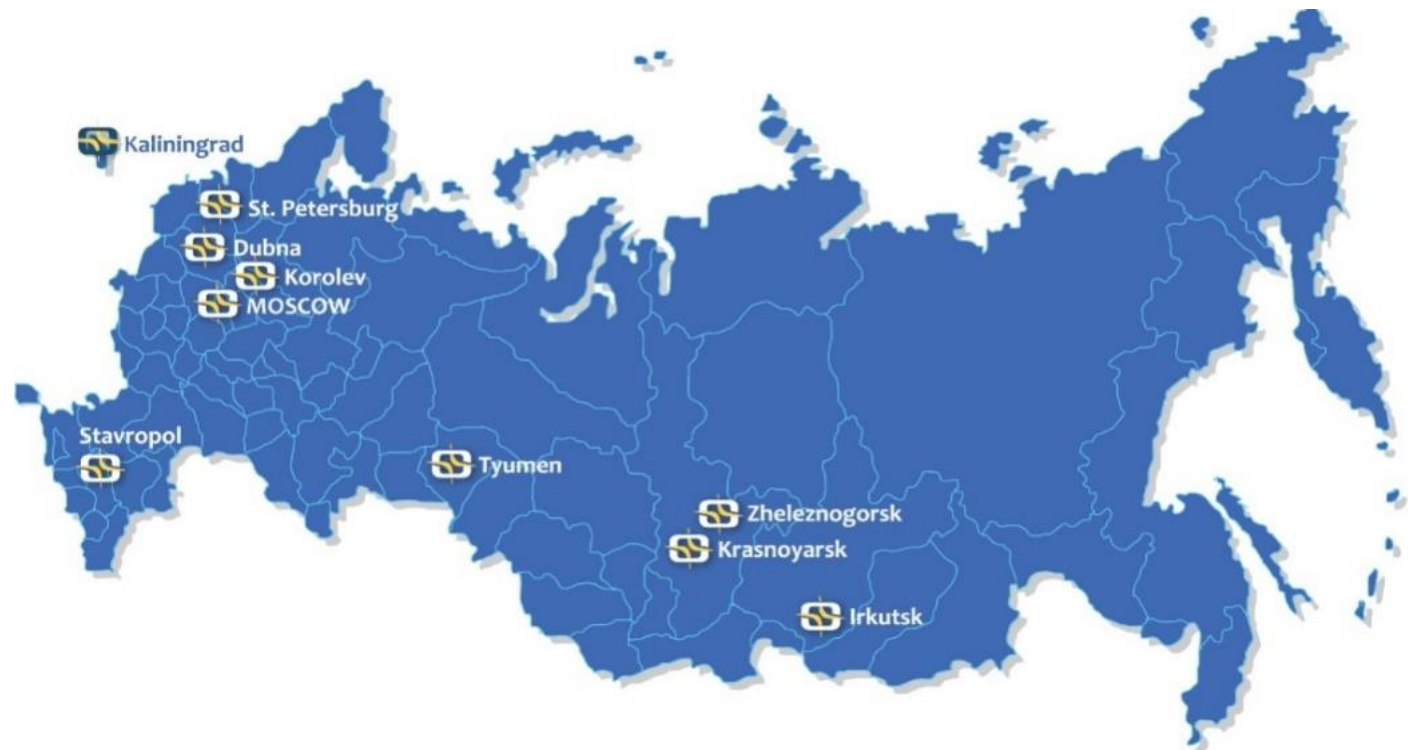 Kaliningrad
St. Petersburg
Dubna
Korolev
MOSCOW
Stavropol
Tyumen
Zheleznogorsk
Krasnoyarsk
Irkutsk